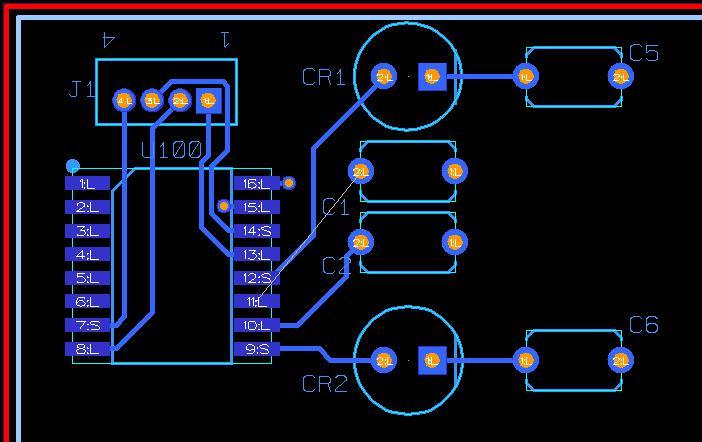 4 1
J1
4:L 3:L 2:L 1:L
CR1
2:L 1:L
1:L 2:L
C5
U100
1:L 16:L
2:L 15:L
3:L 14:S
4:L 13:L
5:L 12:S
6:L 11:L
7:S 10:L
8:L 9:S
C1
2:L 1:L
C2
2:L 1:L
CR2
2:L 1:L
1:L 2:L
C6